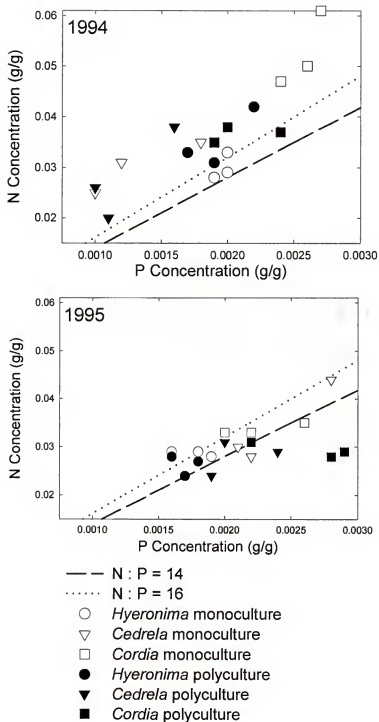 1994
0.06
0.05
0.04
0.03
0.02
N Concentration (g/g)
0.0010 0.0015 0.0020 0.0025 0.0030
P Concentration (g/g)
1995
0.06
0.05
0.04
0.03
0.02
N Concentration (g/g)
0.0010 0.0015 0.0020 0.0025 0.0030
P Concentration (g/g)
N : P = 14
N : P = 16
Hyeronima monoculture
Cedrela monoculture
Cordia monoculture
Hyeronima polyculture
Cedrela polyculture
Cordia polyculture